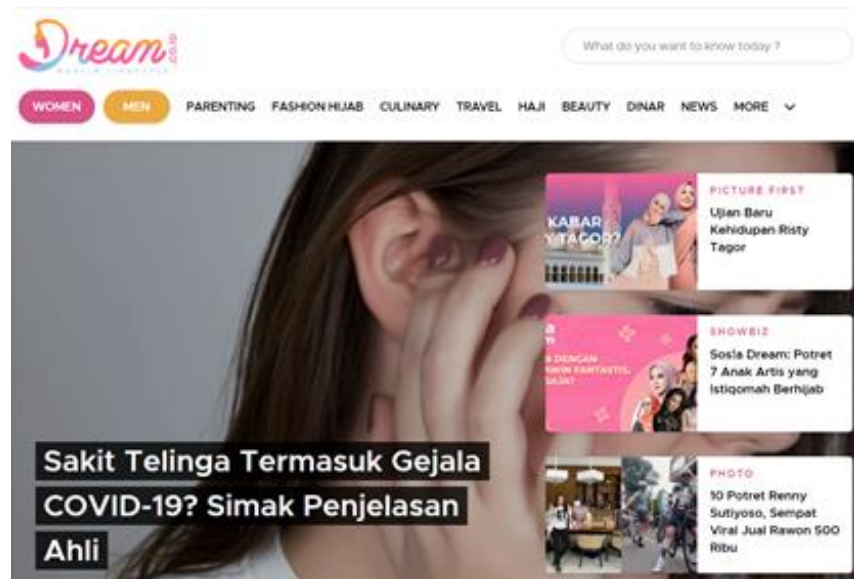 Dream
.co.id
MUSLIM LIFESTYLE
What do you want to know today ?
WOMEN
MEN
PARENTING
FASHION HIJAB
CULINARY
TRAVEL
HAJI
BEAUTY
DINAR
NEWS
MORE
KABAR
TAGOR?
PICTURE FIRST
Ujian Baru
Kehidupan Risty
Tagor
DENGAN
FANTASTIS,
SHOWBIZ
Sosla Dream: Potret
7 Anak Artis yang
Istiqomah Berhijab
PHOTO
10 Potret Renny
Sutiyoso, Sempat
Viral Jual Rawon 500
Ribu
Sakit Telinga Termasuk Gejala
COVID-19? Simak Penjelasan
Ahli